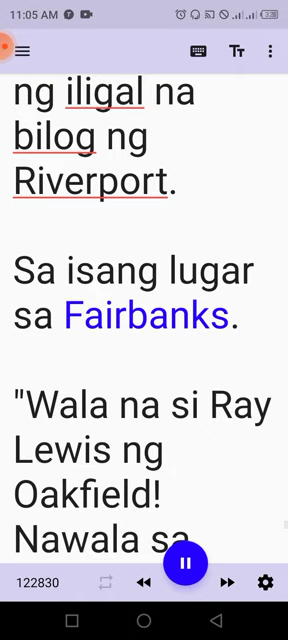 11:05 AM
ng iligal na
bilog ng
Riverport.
Sa isang lugar
sa Fairbanks.
"Wala na si Ray
Lewis ng
Oakfield!
Nawala sa
122830